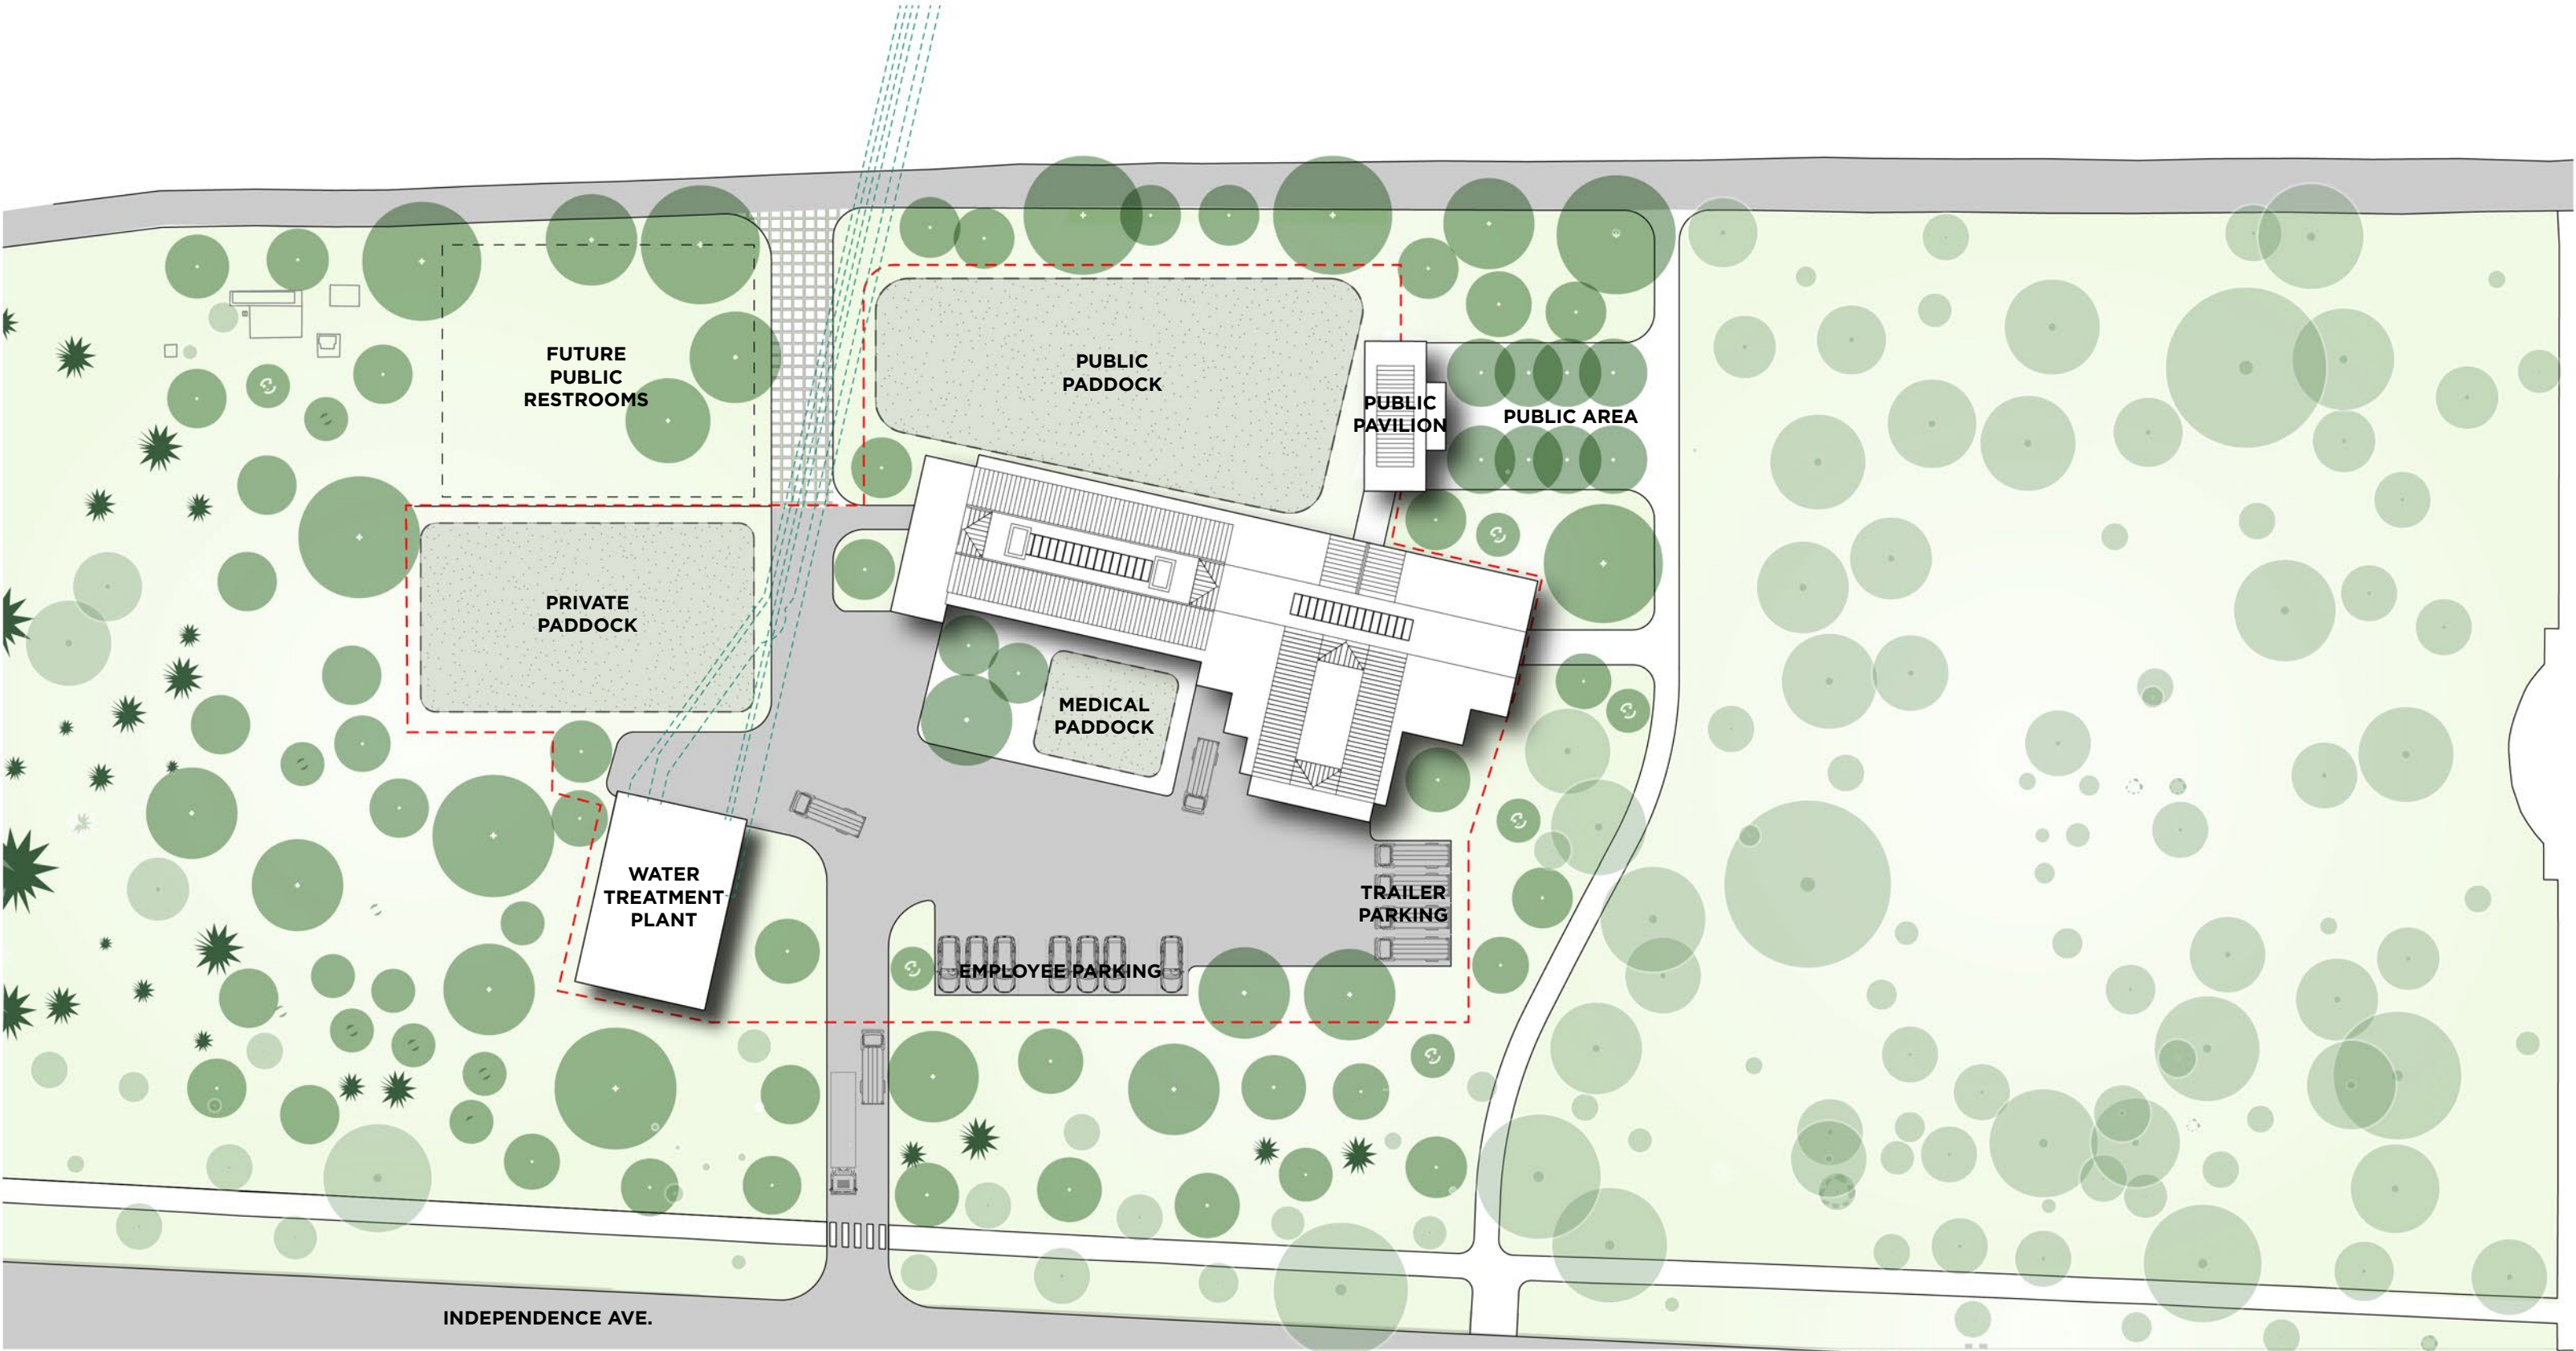 FUTURE
PUBLIC
RESTROOMS
PUBLIC
PADDOCK
PUBLIC
PAVILION
PUBLIC AREA
PRIVATE
PADDOCK
MEDICAL
PADDOCK
WATER
TREATMENT
PLANT
TRAILER
PARKING
EMPLOYEE PARKING
INDEPENDENCE AVE.